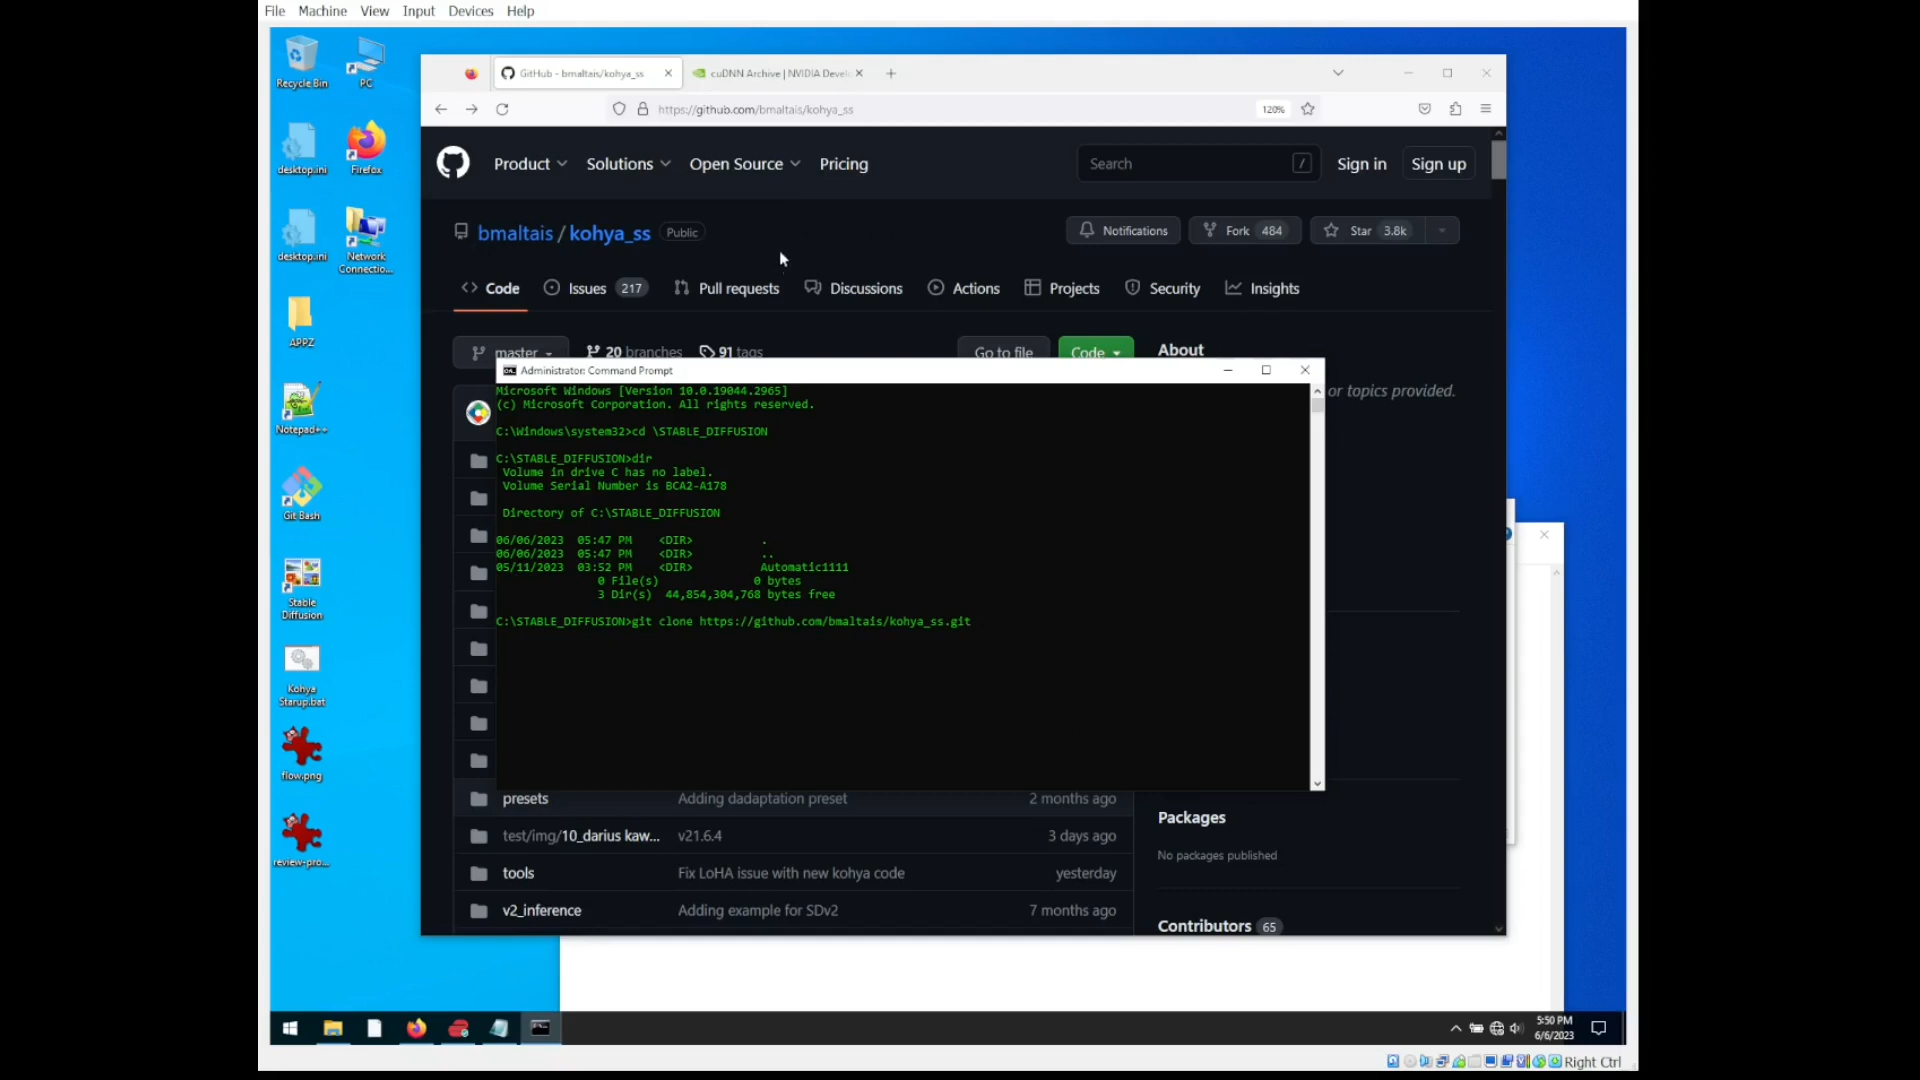 File Machine View Input Devices Help
Recycle Bin
PC
desktop.ini
Firefox
desktop.ini
Network
Connectio...
APPZ
Notepad++
Git Bash
Stable
Diffusion
Kohya
Starup.bat
flow.png
review-pro...
GitHub - bmaltais/kohya_ss
cuDNN Archive | NVIDIA Develo
https://github.com/bmaltais/kohya_ss
120%
Product Solutions Open Source Pricing
Search /
Sign in Sign up
bmaltais / kohya_ss Public
Notifications Fork 484 Star 3.8k
Code Issues 217 Pull requests Discussions Actions Projects Security Insights
master 20 branches 91 tags Go to file Code
About
or topics provided.
Administrator: Command Prompt
Microsoft Windows [Version 10.0.19044.2965]
(c) Microsoft Corporation. All rights reserved.
C:\Windows\system32>cd \STABLE_DIFFUSION
C:\STABLE_DIFFUSION>dir
Volume in drive C has no label.
Volume Serial Number is BCA2-A178
Directory of C:\STABLE_DIFFUSION
06/06/2023 05:47 PM <DIR> .
06/06/2023 05:47 PM <DIR> ..
05/11/2023 03:52 PM <DIR> Automatic1111
0 File(s) 0 bytes
3 Dir(s) 44,854,304,768 bytes free
C:\STABLE_DIFFUSION>git clone https://github.com/bmaltais/kohya_ss.git
presets Adding dadaptation preset 2 months ago
test/img/10_darius kaw... v21.6.4 3 days ago
tools Fix LoHA issue with new kohya code yesterday
v2_inference Adding example for SDv2 7 months ago
Packages
No packages published
Contributors 65
5:50 PM
6/6/2023
Right Ctrl